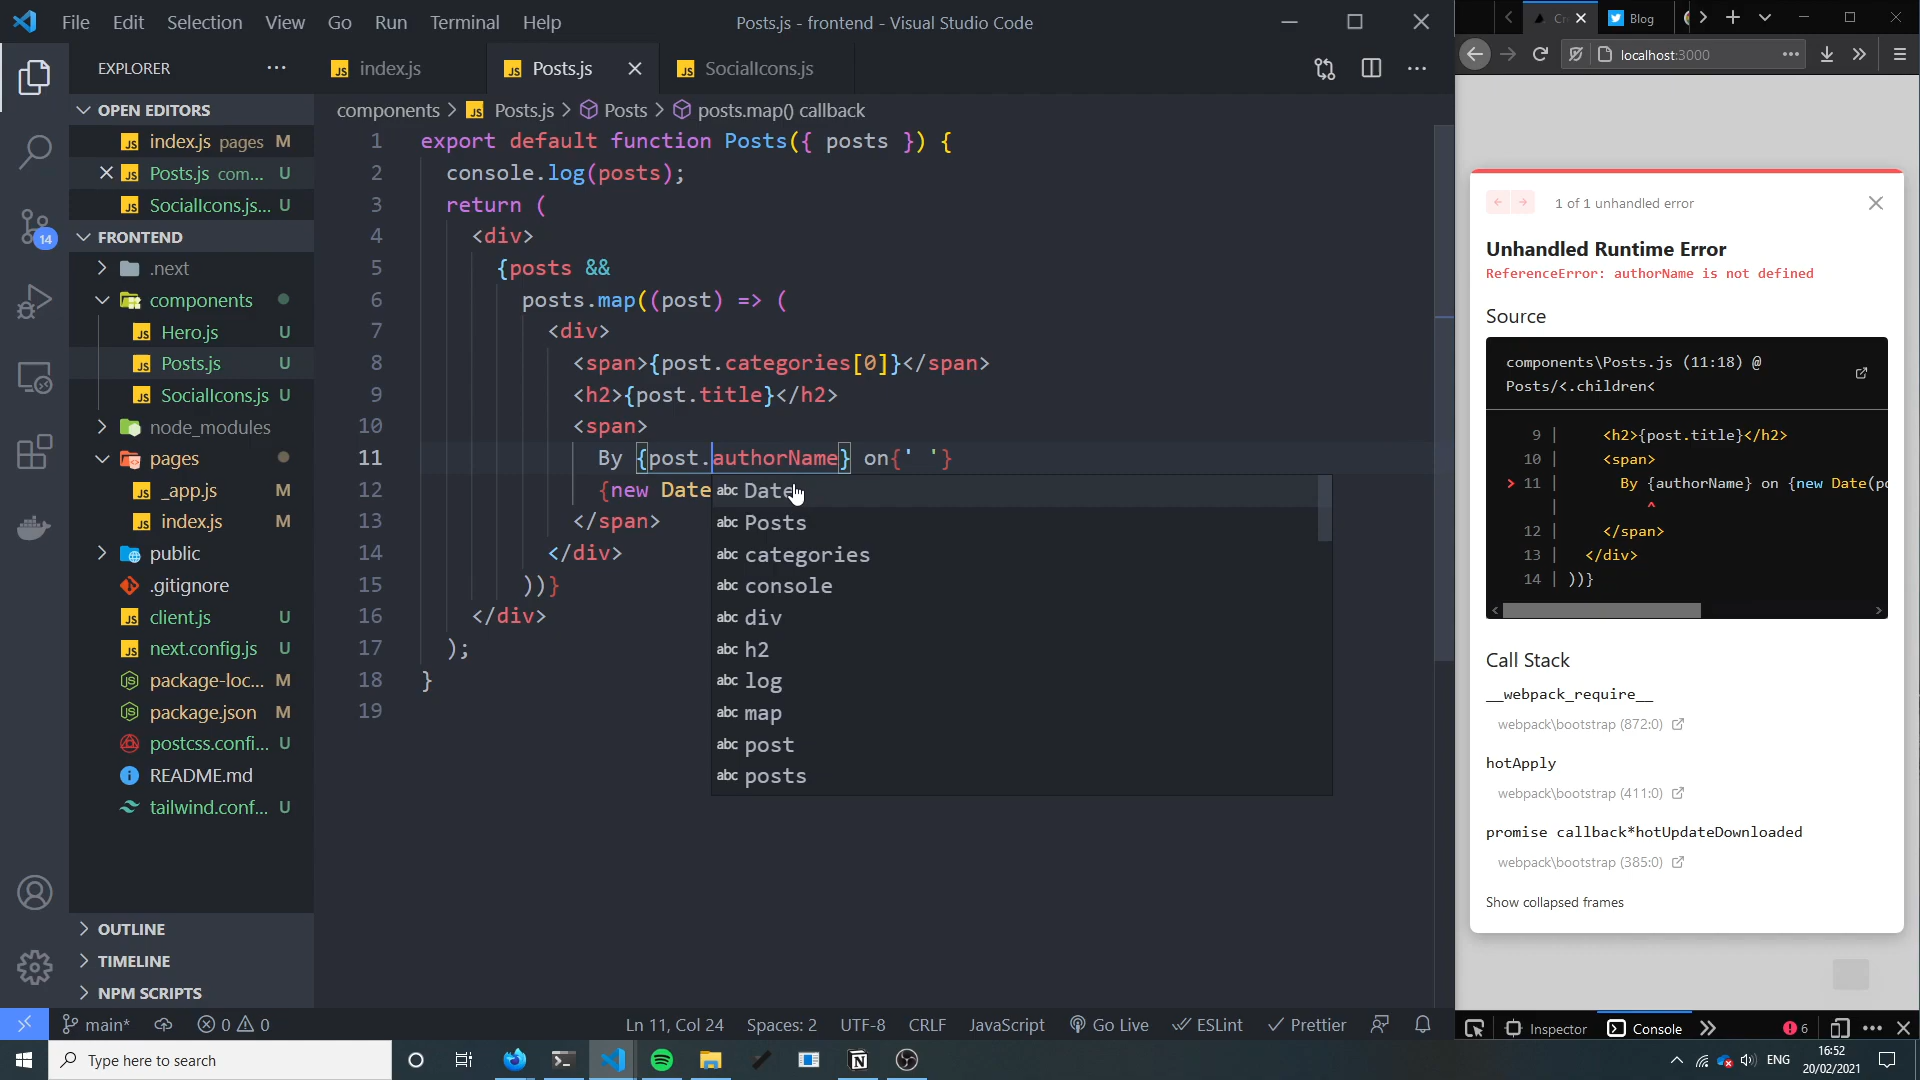 File Edit Selection View Go Run Terminal Help
Posts.js - frontend - Visual Studio Code
EXPLORER
OPEN EDITORS
index.js pages M
Posts.js com... U
SocialIcons.js... U
FRONTEND
.next
components
Hero.js U
Posts.js U
SocialIcons.js U
node_modules
pages
_app.js M
index.js M
public
.gitignore
client.js U
next.config.js U
package-loc... M
package.json M
postcss.confi... U
README.md
tailwind.conf... U
OUTLINE
TIMELINE
NPM SCRIPTS
14
index.js
Posts.js
SocialIcons.js
components > Posts.js > Posts > posts.map() callback
1 export default function Posts({ posts }) {
2 console.log(posts);
3 return (
4 <div>
5 {posts &&
6 posts.map((post) => (
7 <div>
8 <span>{post.categories[0]}</span>
9 <h2>{post.title}</h2>
10 <span>
11 By {post.authorName} on{' '}
12 {new Date
13 </span>
14 </div>
15 ))}
16 </div>
17 );
18 }
19
abc Date
abc Posts
abc categories
abc console
abc div
abc h2
abc log
abc map
abc post
abc posts
main*
0 0
Ln 11, Col 24 Spaces: 2 UTF-8 CRLF JavaScript Go Live ESLint Prettier
Cr
Blog
localhost:3000
1 of 1 unhandled error
Unhandled Runtime Error
ReferenceError: authorName is not defined
Source
components\Posts.js (11:18) @
Posts/<.children<
9 | <h2>{post.title}</h2>
10 | <span>
> 11 | By {authorName} on {new Date(po
| ^
12 | </span>
13 | </div>
14 | ))}
Call Stack
__webpack_require__
webpack\bootstrap (872:0)
hotApply
webpack\bootstrap (411:0)
promise callback*hotUpdateDownloaded
webpack\bootstrap (385:0)
Show collapsed frames
Inspector Console 6
Type here to search
ENG
16:52
20/02/2021